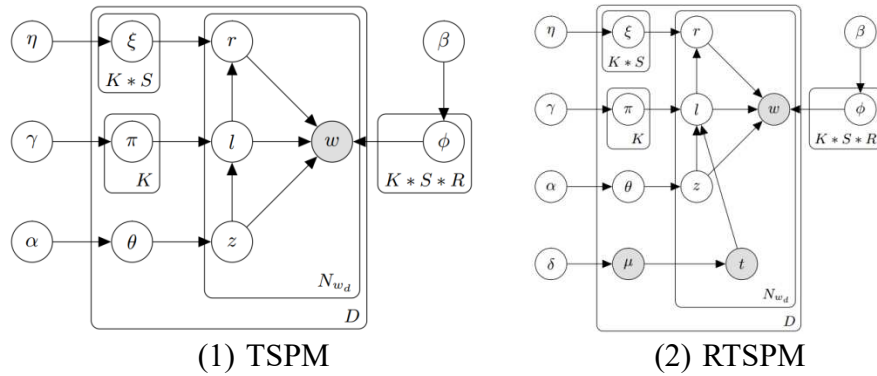 η ξ r β
K ∗ S
γ π l w ϕ
K K ∗ S ∗ R
α θ z
N_{w_d}
D
(1) TSPM
η ξ r β
K ∗ S
γ π l w ϕ
K K ∗ S ∗ R
α θ z
δ μ t
N_{w_d}
D
(2) RTSPM